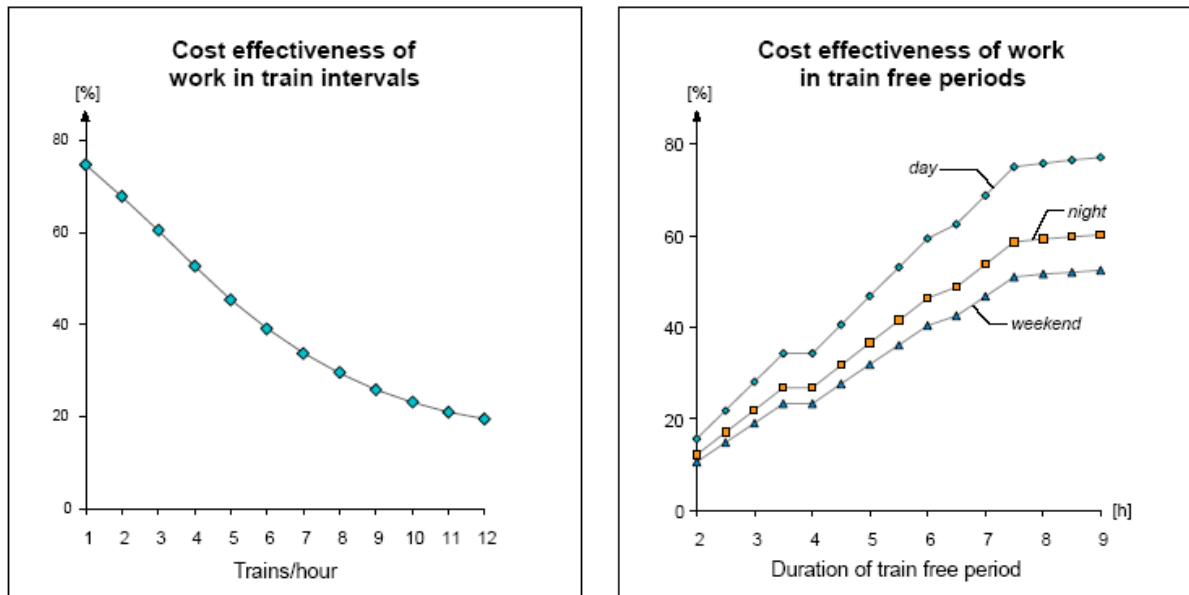 Cost effectiveness of
work in train intervals
[%]
80
60
40
20
0
1 2 3 4 5 6 7 8 9 10 11 12
Trains/hour
Cost effectiveness of work
in train free periods
[%]
80
60
40
20
0
day
night
weekend
[h]
2 3 4 5 6 7 8 9
Duration of train free period